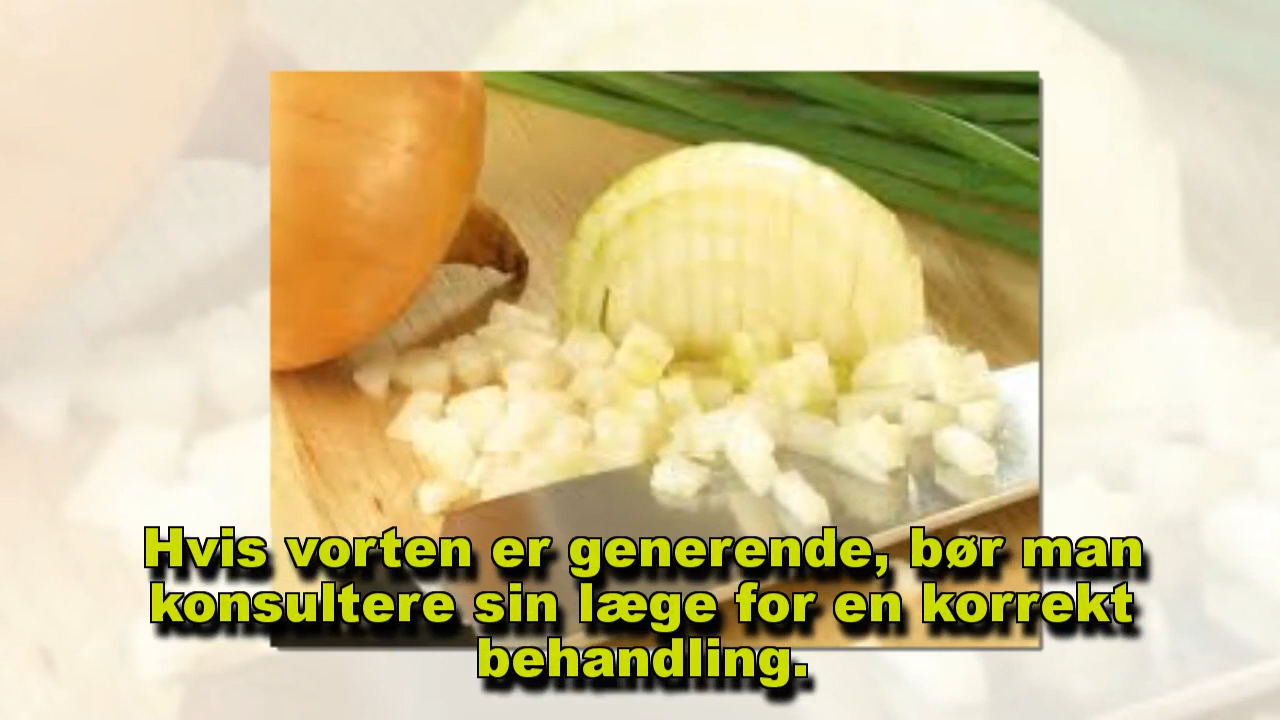 Hvis vorten er generende, bør man
konsultere sin læge for en korrekt
behandling.